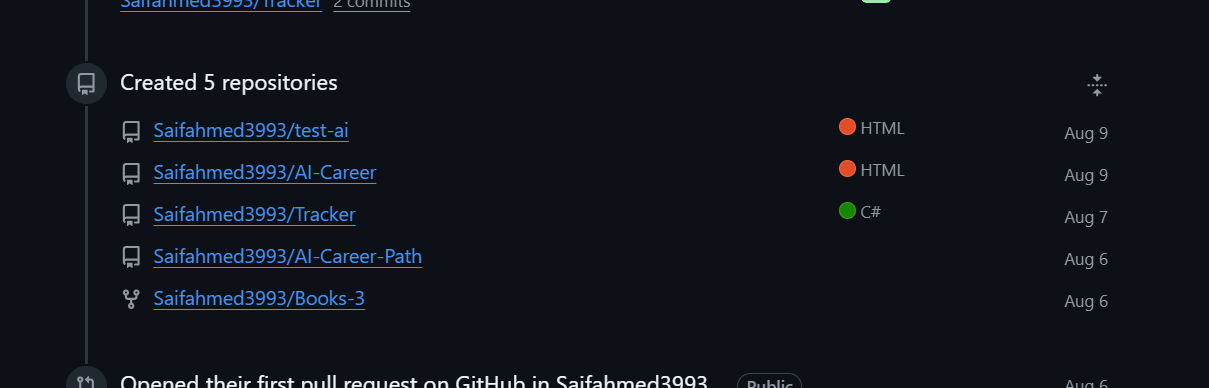 Saifahmed3993/Tracker 2 commits
Created 5 repositories
Saifahmed3993/test-ai HTML Aug 9
Saifahmed3993/AI-Career HTML Aug 9
Saifahmed3993/Tracker C# Aug 7
Saifahmed3993/AI-Career-Path Aug 6
Saifahmed3993/Books-3 Aug 6
Opened their first pull request on GitHub in Saifahmed3993 Public Aug 6